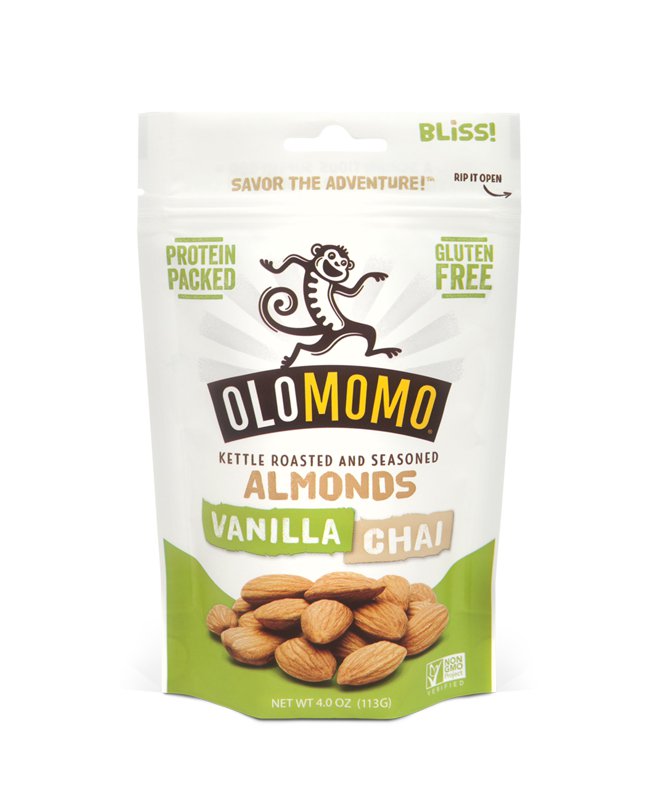 BLiSS!
SAVOR THE ADVENTURE!™
RIP IT OPEN
PROTEIN
PACKED
GLUTEN
FREE
OLOMOMO®
KETTLE ROASTED AND SEASONED
ALMONDS
VANILLA
CHAI
NON
GMO
Project
VERIFIED
NET WT 4.0 OZ (113G)